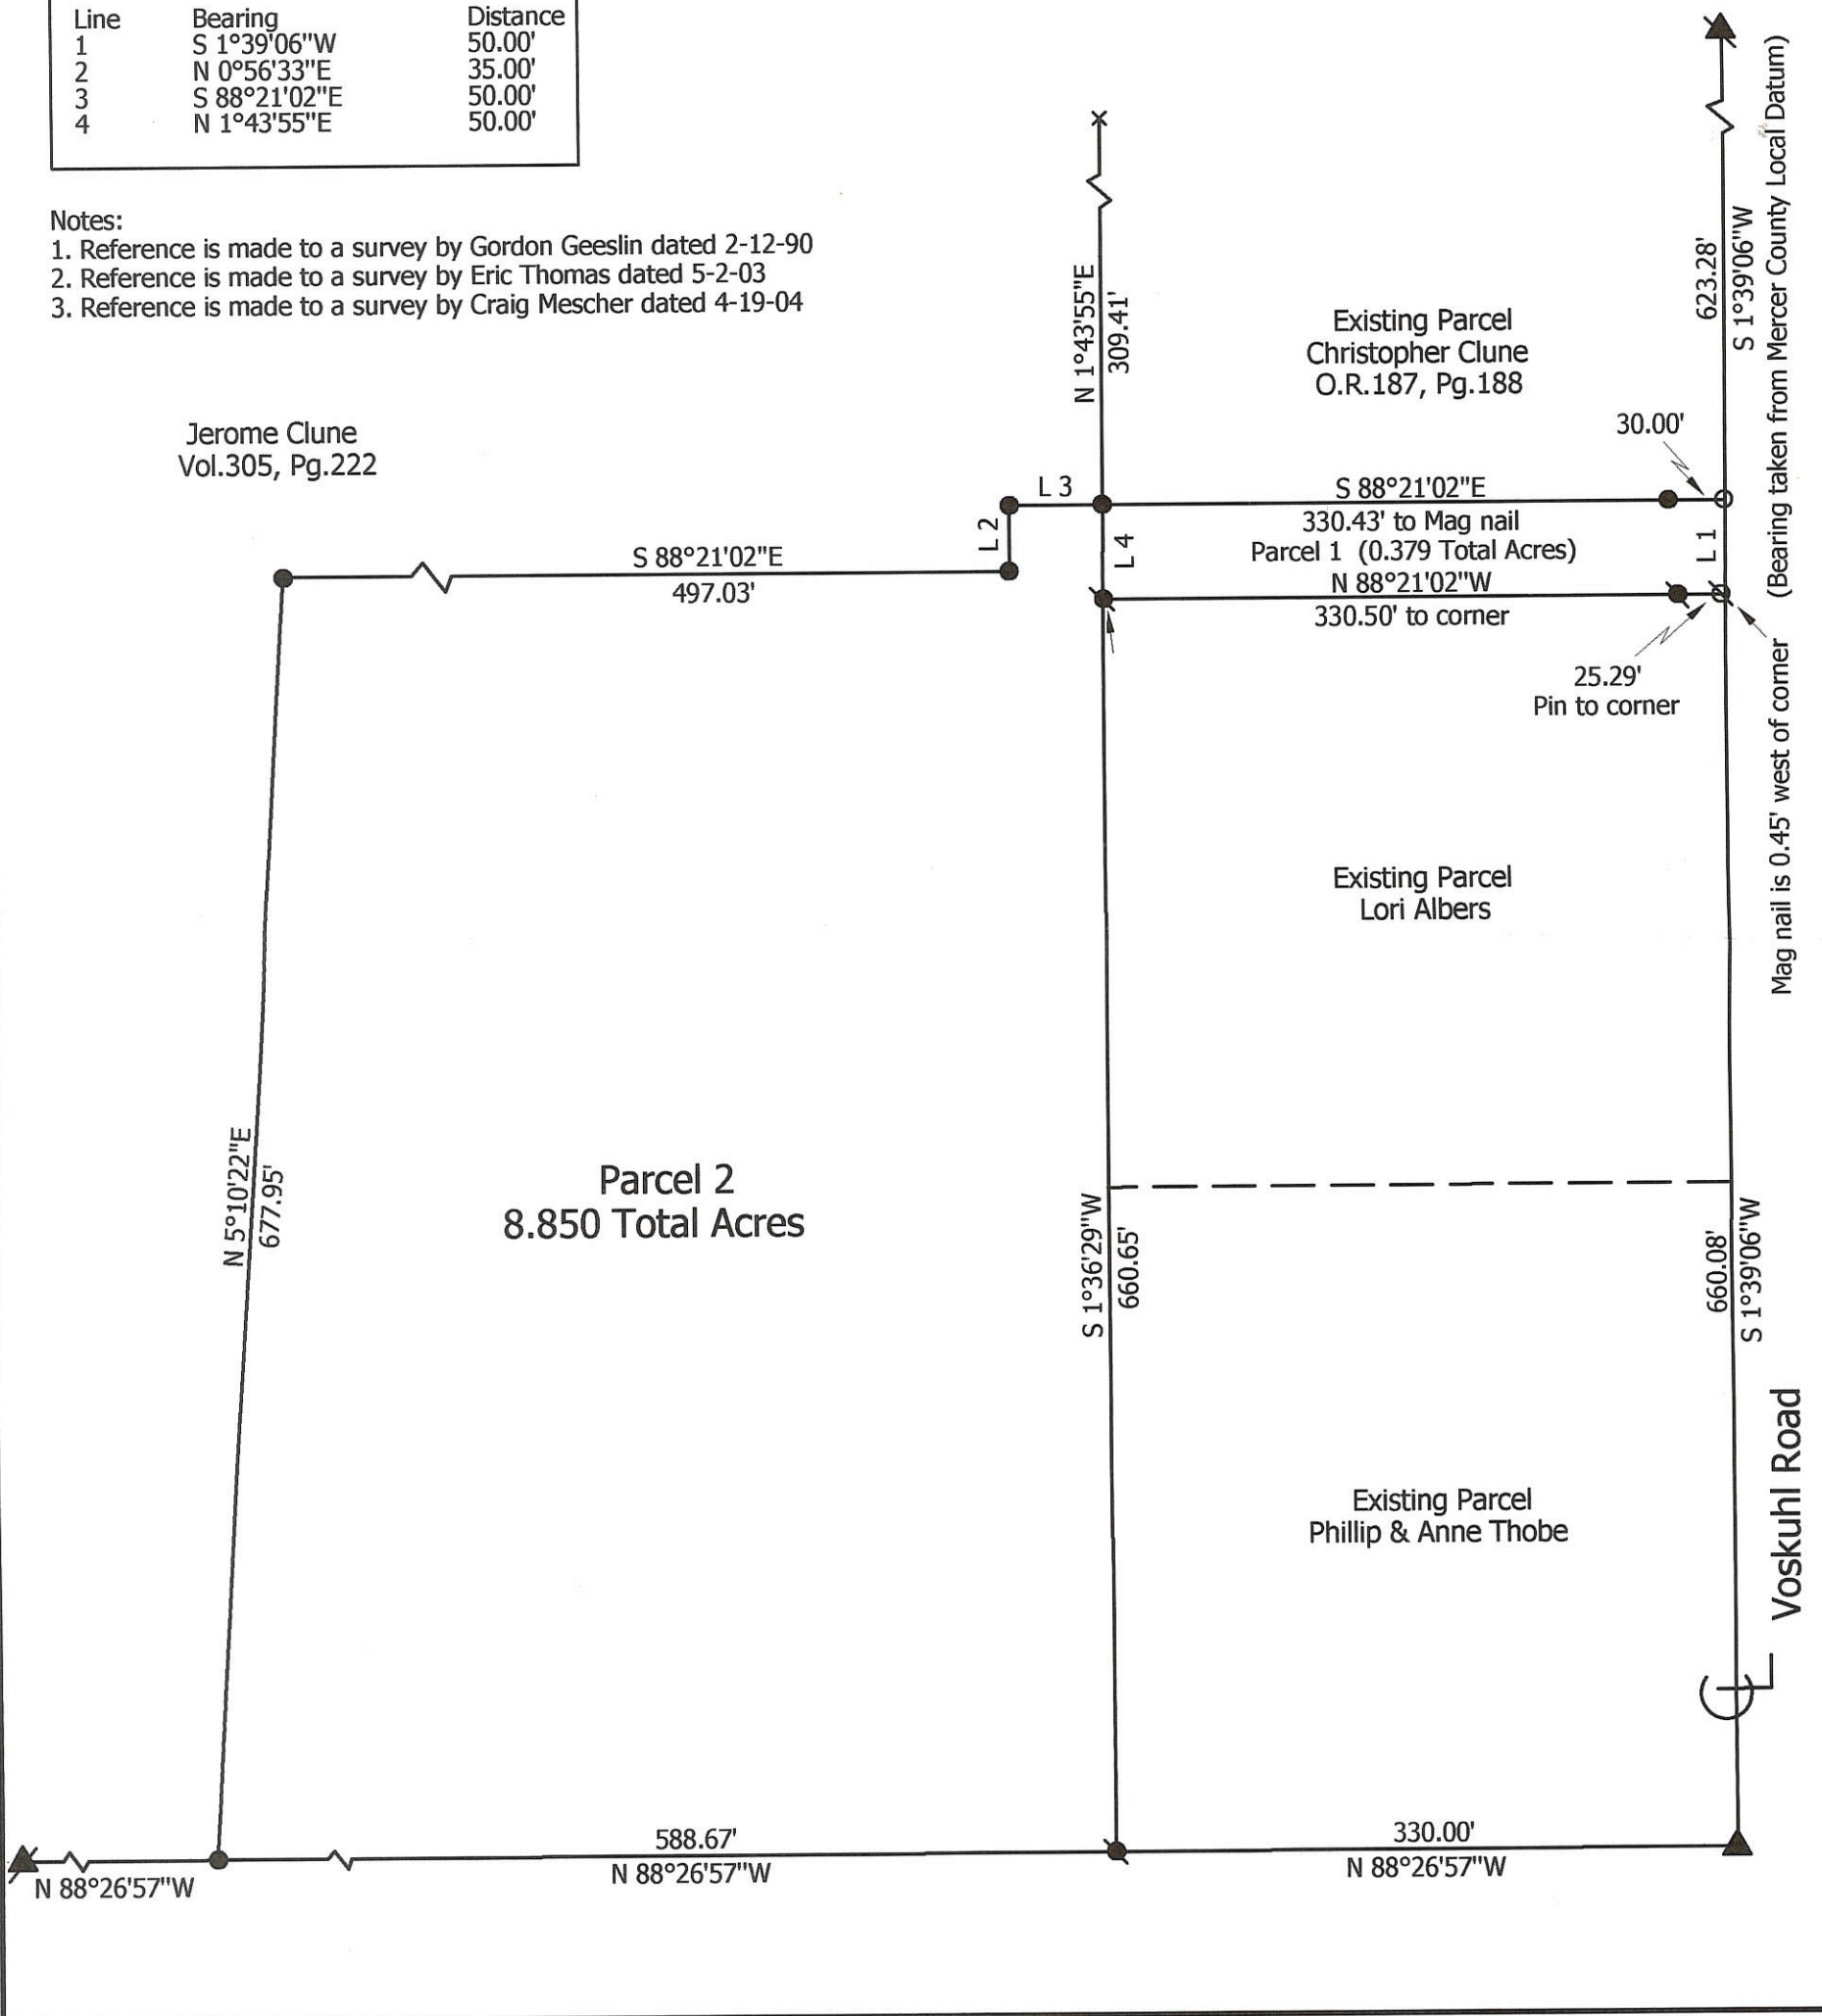 Line Bearing Distance
1 S 1°39'06"W 50.00'
2 N 0°56'33"E 35.00'
3 S 88°21'02"E 50.00'
4 N 1°43'55"E 50.00'
Notes:
1. Reference is made to a survey by Gordon Geeslin dated 2-12-90
2. Reference is made to a survey by Eric Thomas dated 5-2-03
3. Reference is made to a survey by Craig Mescher dated 4-19-04
Jerome Clune
Vol.305, Pg.222
N 1°43'55"E
309.41'
Existing Parcel
Christopher Clune
O.R.187, Pg.188
623.28'
S 1°39'06"W
(Bearing taken from Mercer County Local Datum)
30.00'
L 3
L 2
L 4
L 1
S 88°21'02"E
330.43' to Mag nail
Parcel 1 (0.379 Total Acres)
N 88°21'02"W
330.50' to corner
S 88°21'02"E
497.03'
25.29'
Pin to corner
Mag nail is 0.45' west of corner
Existing Parcel
Lori Albers
N 5°10'22"E
677.95'
Parcel 2
8.850 Total Acres
S 1°36'29"W
660.65'
660.08'
S 1°39'06"W
Existing Parcel
Phillip & Anne Thobe
Voskuhl Road
588.67'
N 88°26'57"W
330.00'
N 88°26'57"W
N 88°26'57"W